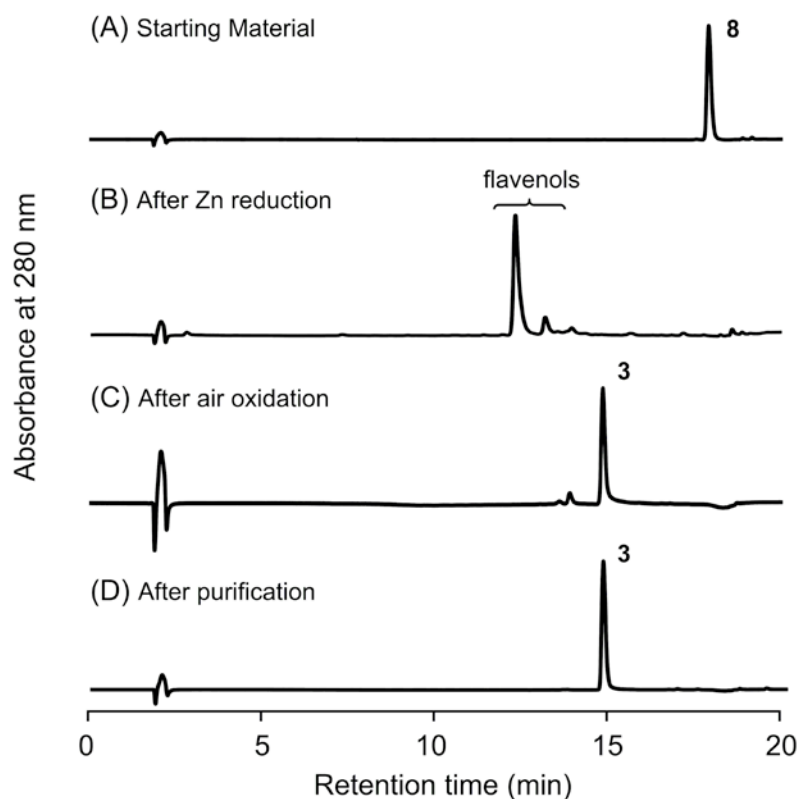 (A) Starting Material
8
flavenols
(B) After Zn reduction
3
(C) After air oxidation
3
(D) After purification
Absorbance at 280 nm
0 5 10 15 20
Retention time (min)